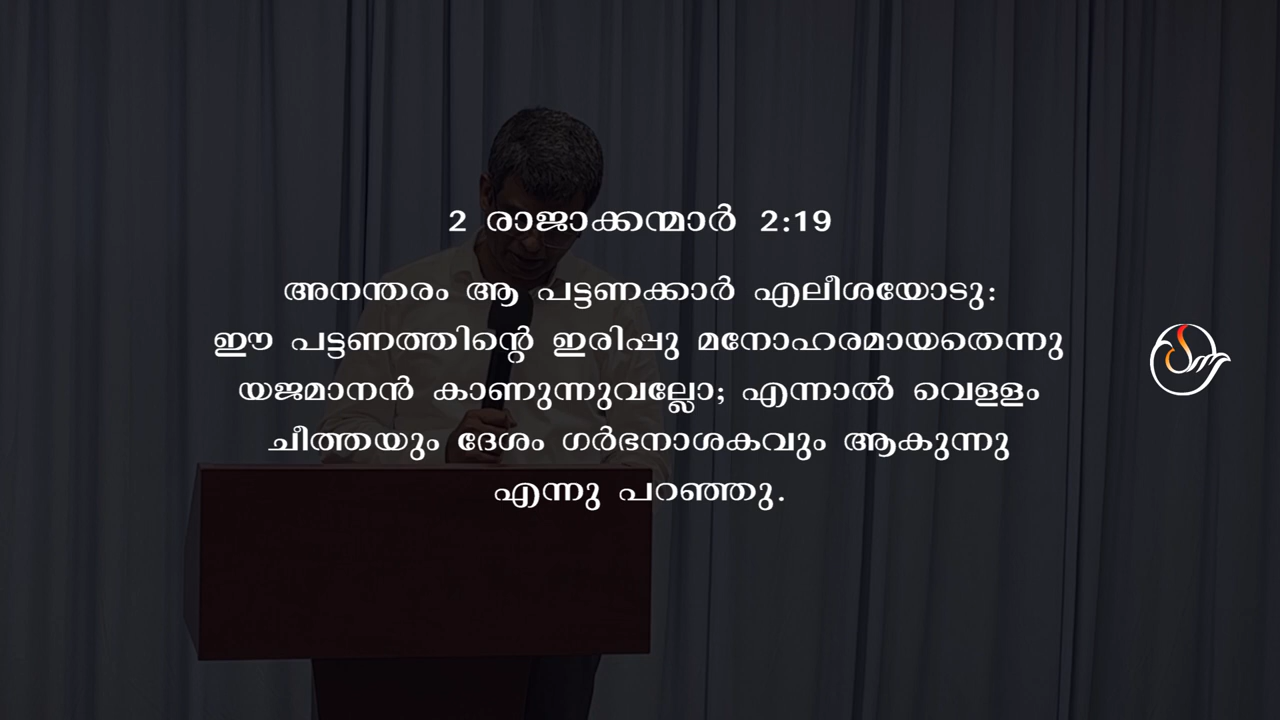 2 രാജാക്കന്മാർ 2:19
അനന്തരം ആ പട്ടണക്കാർ എലീശയോടു:
ഈ പട്ടണത്തിന്റെ ഇരിപ്പു മനോഹരമായതെന്നു
യജമാനൻ കാണുന്നുവല്ലോ; എന്നാൽ വെള്ളം
ചീത്തയും ദേശം ഗർഭനാശകവും ആകുന്നു
എന്നു പറഞ്ഞു.